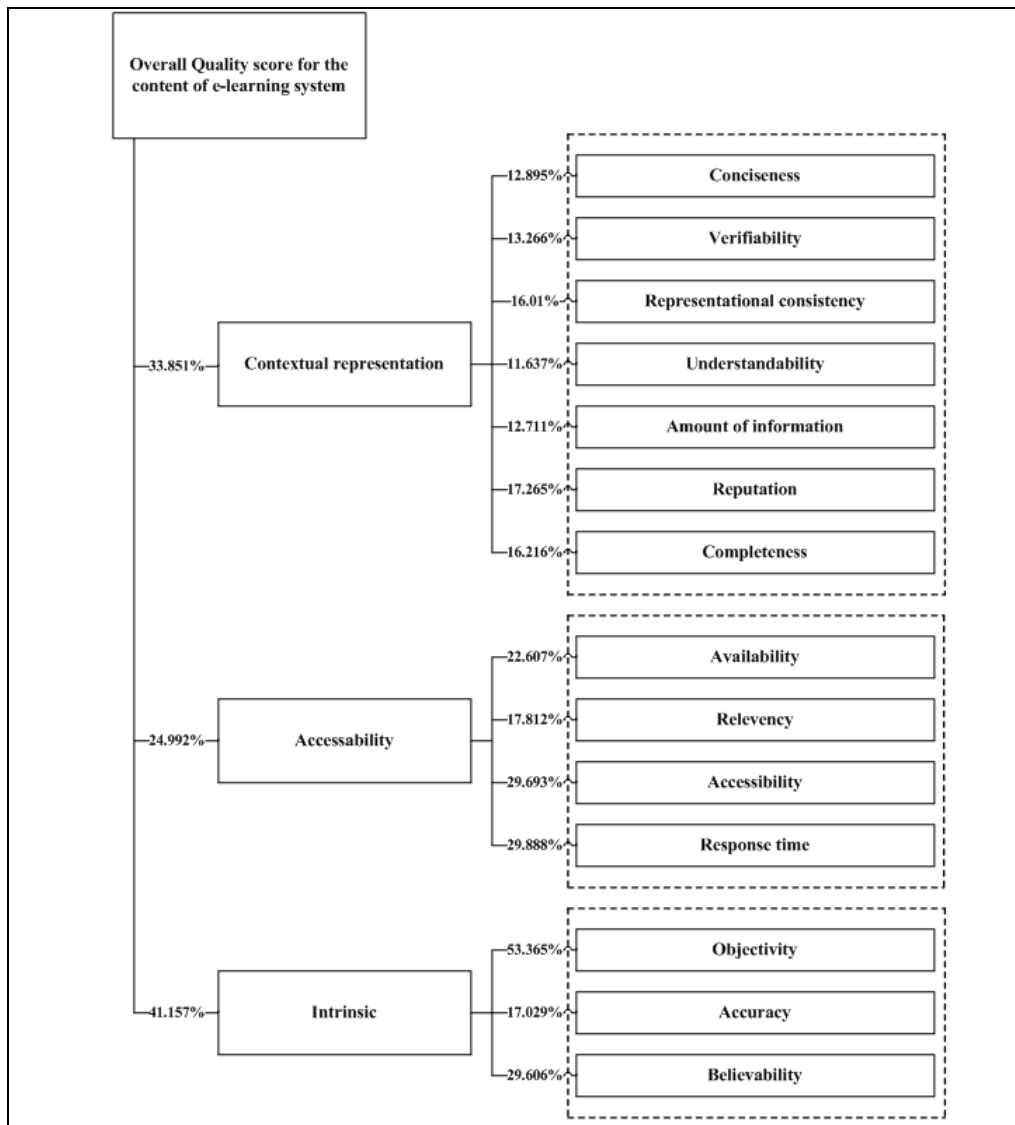 Overall Quality score for the
content of e-learning system
12.895%
Conciseness
13.266%
Verifiability
16.01%
Representational consistency
33.851%
Contextual representation
11.637%
Understandability
12.711%
Amount of information
17.265%
Reputation
16.216%
Completeness
22.607%
Availability
17.812%
Relevency
24.992%
Accessability
29.693%
Accessibility
29.888%
Response time
53.365%
Objectivity
41.157%
Intrinsic
17.029%
Accuracy
29.606%
Believability